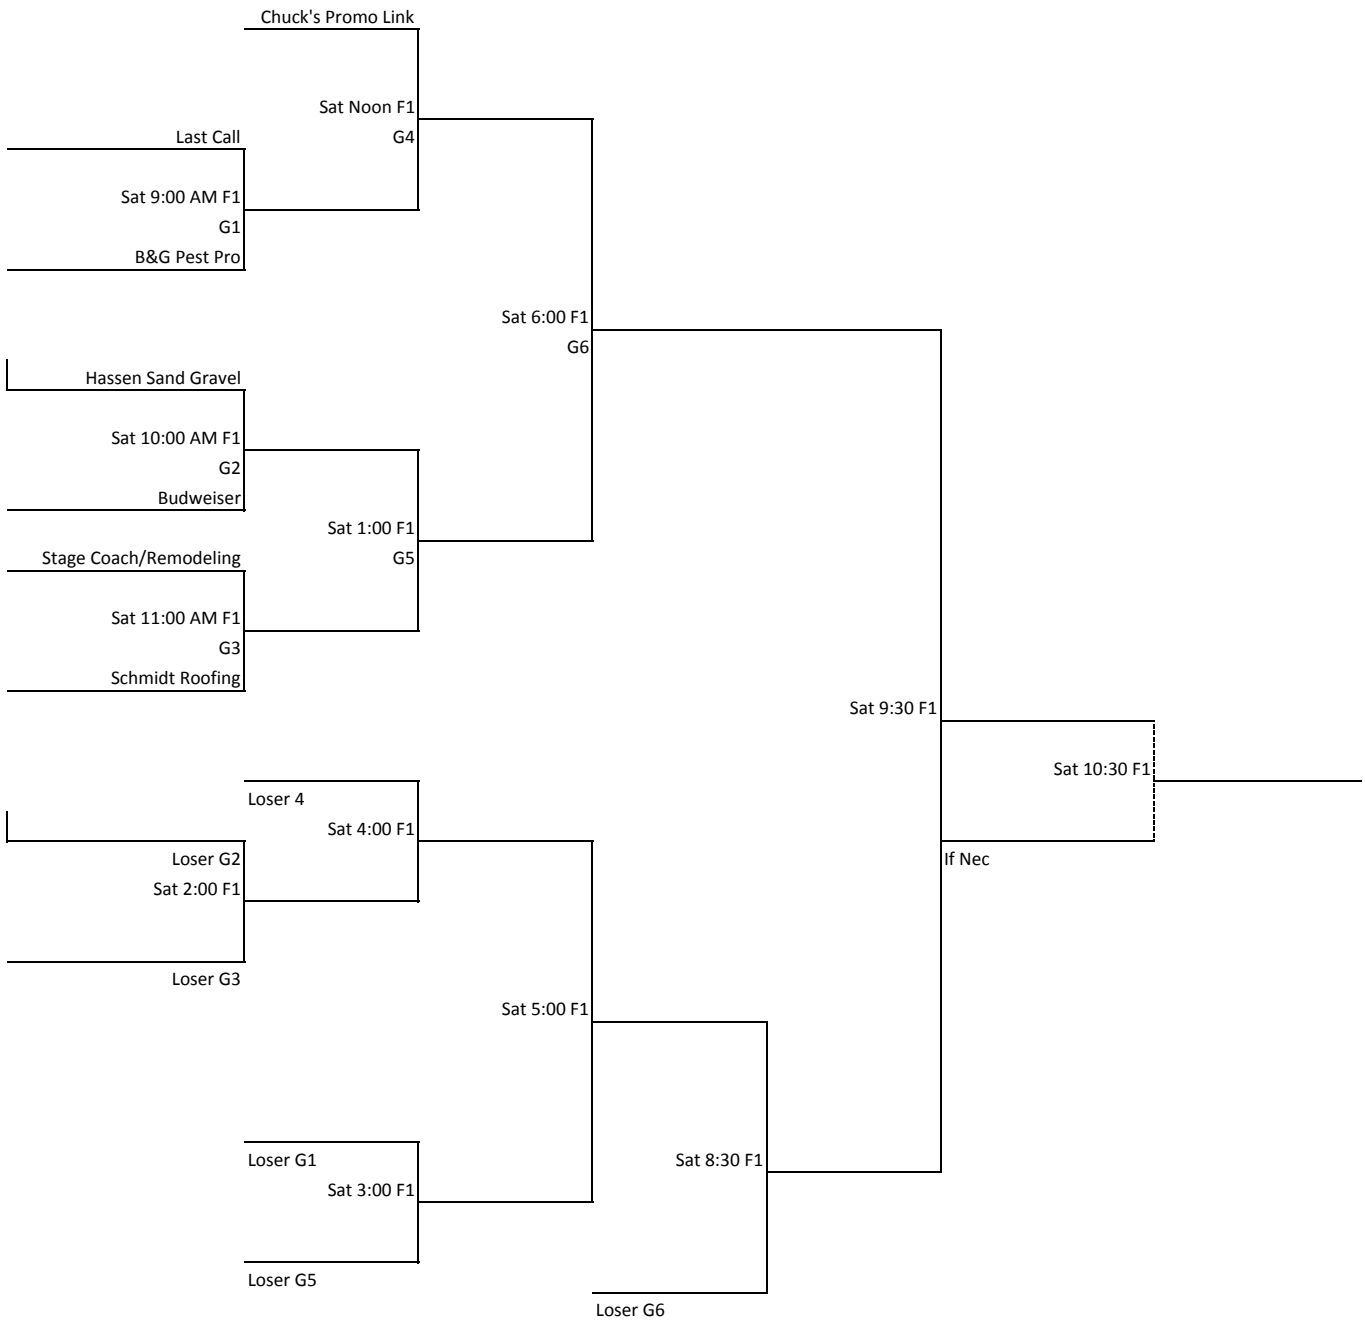 Chuck's Promo Link
Sat Noon F1
G4
Last Call
Sat 9:00 AM F1
G1
B&G Pest Pro
Sat 6:00 F1
G6
Hassen Sand Gravel
Sat 10:00 AM F1
G2
Budweiser
Sat 1:00 F1
G5
Stage Coach/Remodeling
Sat 11:00 AM F1
G3
Schmidt Roofing
Sat 9:30 F1
Sat 10:30 F1
If Nec
Loser 4
Sat 4:00 F1
Loser G2
Sat 2:00 F1
Loser G3
Sat 5:00 F1
Loser G1
Sat 3:00 F1
Loser G5
Sat 8:30 F1
Loser G6